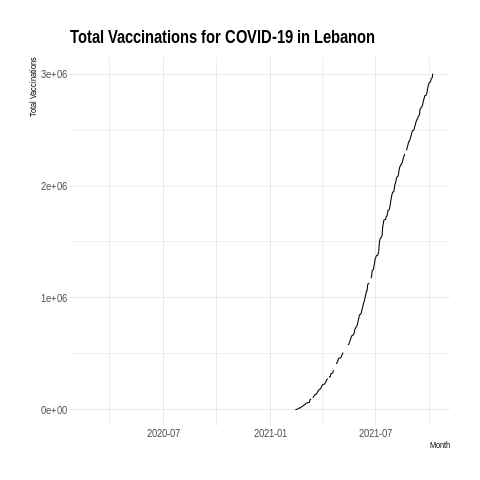 Total Vaccinations for COVID-19 in Lebanon
Total Vaccinations
3e+06
2e+06
1e+06
0e+00
2020-07 2021-01 2021-07
Month